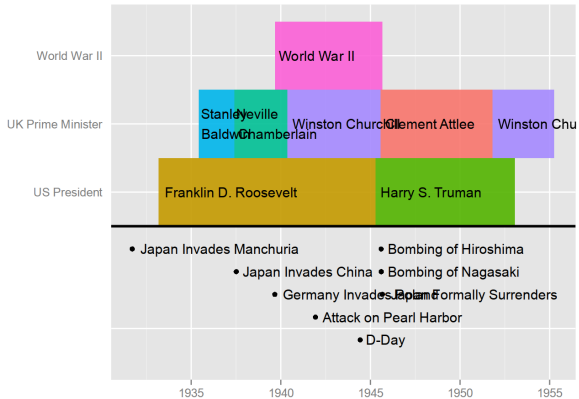 World War II
World War II
UK Prime Minister
Stanley
Baldwin
Neville
Chamberlain
Winston Churchill
Clement Attlee
Winston Chu
US President
Franklin D. Roosevelt
Harry S. Truman
Japan Invades Manchuria
Bombing of Hiroshima
Japan Invades China
Bombing of Nagasaki
Germany Invades Poland
Japan Formally Surrenders
Attack on Pearl Harbor
D-Day
1935
1940
1945
1950
1955